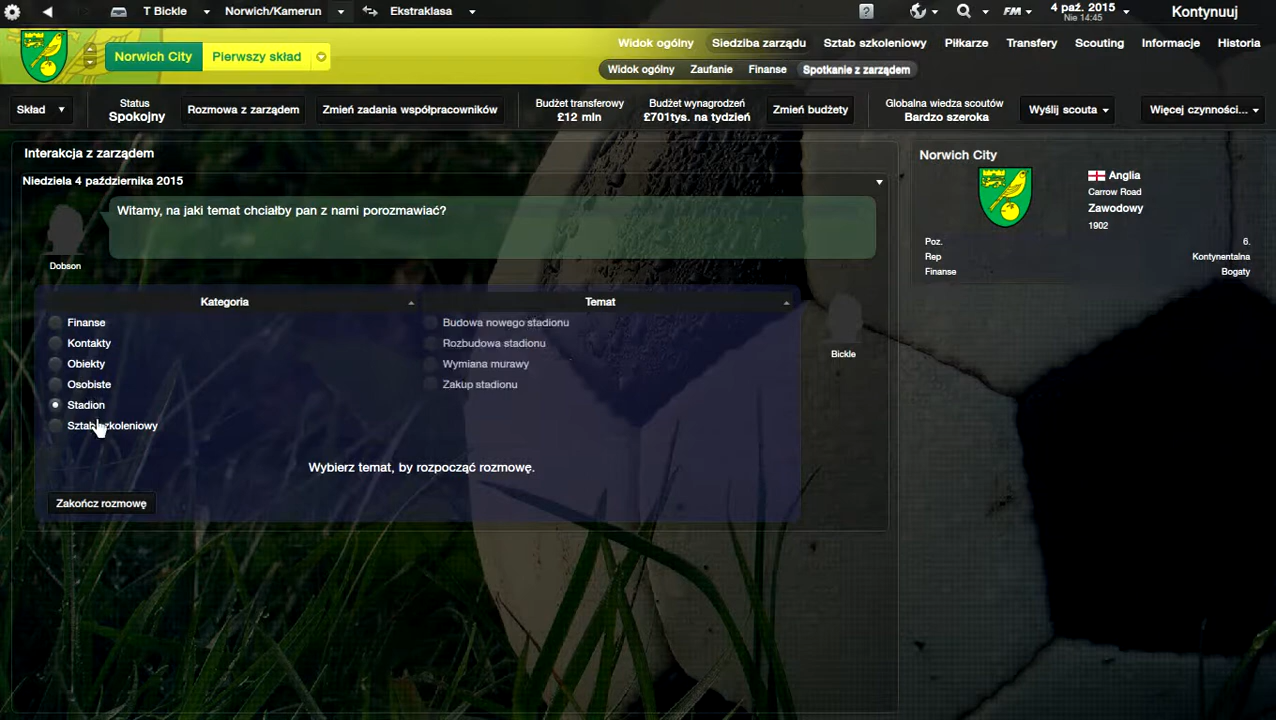 T Bickle
Norwich/Kamerun
Ekstraklasa
?
FM
4 paź. 2015
Nie 14:45
Kontynuuj
Norwich City
Pierwszy skład
Widok ogólny
Siedziba zarządu
Sztab szkoleniowy
Piłkarze
Transfery
Scouting
Informacje
Historia
Widok ogólny
Zaufanie
Finanse
Spotkanie z zarządem
Skład
Status
Spokojny
Rozmowa z zarządem
Zmień zadania współpracowników
Budżet transferowy
£12 mln
Budżet wynagrodzeń
£701tys. na tydzień
Zmień budżety
Globalna wiedza scoutów
Bardzo szeroka
Wyślij scouta
Więcej czynności...
Interakcja z zarządem
Niedziela 4 października 2015
Witamy, na jaki temat chciałby pan z nami porozmawiać?
Dobson
Kategoria
Temat
Finanse
Kontakty
Obiekty
Osobiste
Stadion
Sztab szkoleniowy
Budowa nowego stadionu
Rozbudowa stadionu
Wymiana murawy
Zakup stadionu
Bickle
Wybierz temat, by rozpocząć rozmowę.
Zakończ rozmowę
Norwich City
Anglia
Carrow Road
Zawodowy
1902
Poz. 6.
Rep Kontynentalna
Finanse Bogaty